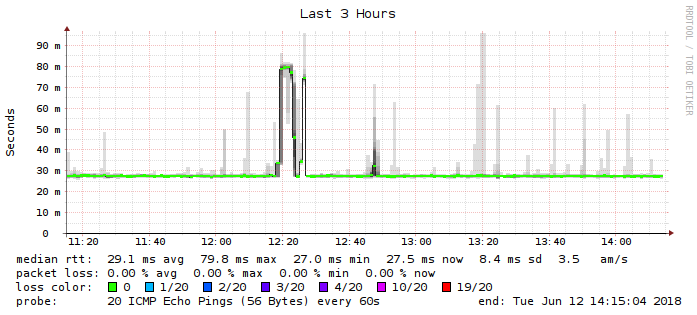 Last 3 Hours
RRDTOOL / TOBI OETIKER
Seconds
90 m
80 m
70 m
60 m
50 m
40 m
30 m
20 m
10 m
0
11:20 11:40 12:00 12:20 12:40 13:00 13:20 13:40 14:00
median rtt: 29.1 ms avg 79.8 ms max 27.0 ms min 27.5 ms now 8.4 ms sd 3.5 am/s
packet loss: 0.00 % avg 0.00 % max 0.00 % min 0.00 % now
loss color: 0 1/20 2/20 3/20 4/20 10/20 19/20
probe: 20 ICMP Echo Pings (56 Bytes) every 60s end: Tue Jun 12 14:15:04 2018